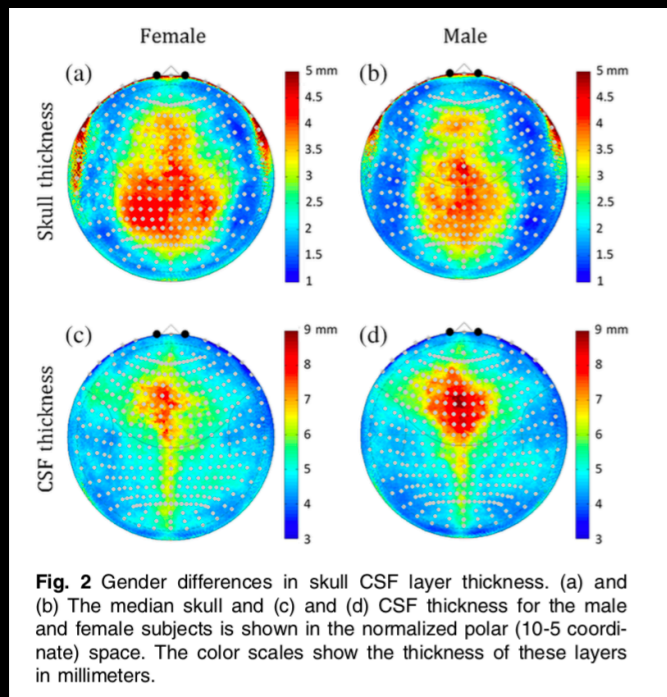 Female Male
(a) (b)
Skull thickness
5 mm
4.5
4
3.5
3
2.5
2
1.5
1
5 mm
4.5
4
3.5
3
2.5
2
1.5
1
(c) (d)
CSF thickness
9 mm
8
7
6
5
4
3
9 mm
8
7
6
5
4
3
Fig. 2 Gender differences in skull CSF layer thickness. (a) and
(b) The median skull and (c) and (d) CSF thickness for the male
and female subjects is shown in the normalized polar (10-5 coordi-
nate) space. The color scales show the thickness of these layers
in millimeters.